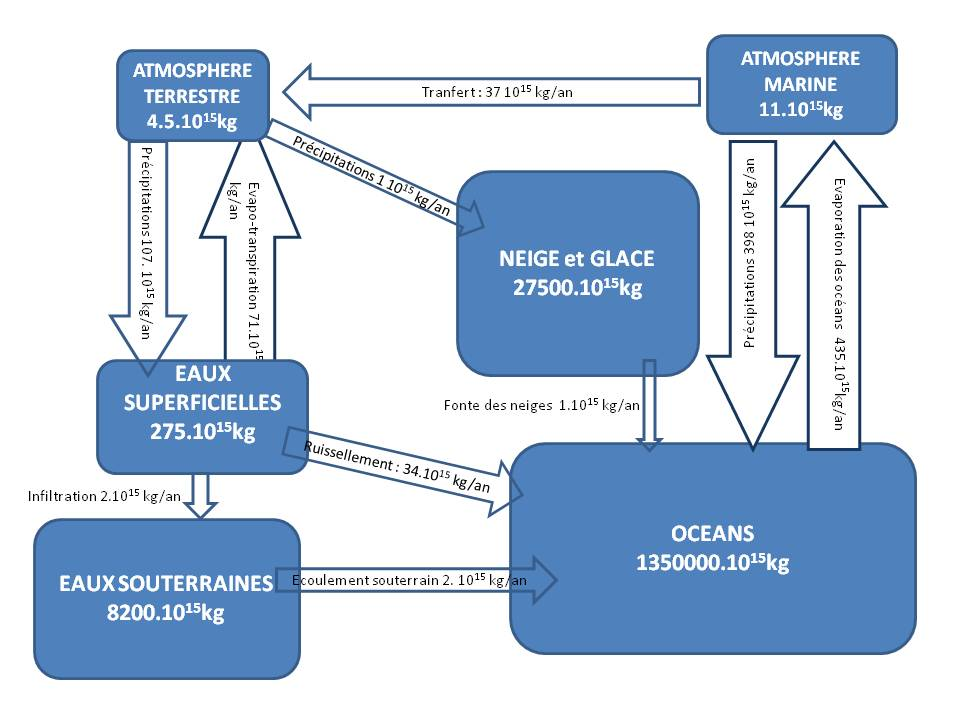 ATMOSPHERE
TERRESTRE
4.5.10¹⁵kg
Tranfert : 37 10¹⁵ kg/an
ATMOSPHERE
MARINE
11.10¹⁵kg
Précipitations 107. 10¹⁵ kg/an
Evapo-transpiration 71.10¹⁵
kg/an
Précipitations 1 10¹⁵ kg/an
NEIGE et GLACE
27500.10¹⁵kg
Précipitations 398 10¹⁵ kg/an
Evaporation des océans 435.10¹⁵kg/an
EAUX
SUPERFICIELLES
275.10¹⁵kg
Fonte des neiges 1.10¹⁵ kg/an
Ruissellement : 34.10¹⁵ kg/an
Infiltration 2.10¹⁵ kg/an
OCEANS
1350000.10¹⁵kg
EAUX SOUTERRAINES
8200.10¹⁵kg
Ecoulement souterrain 2. 10¹⁵ kg/an